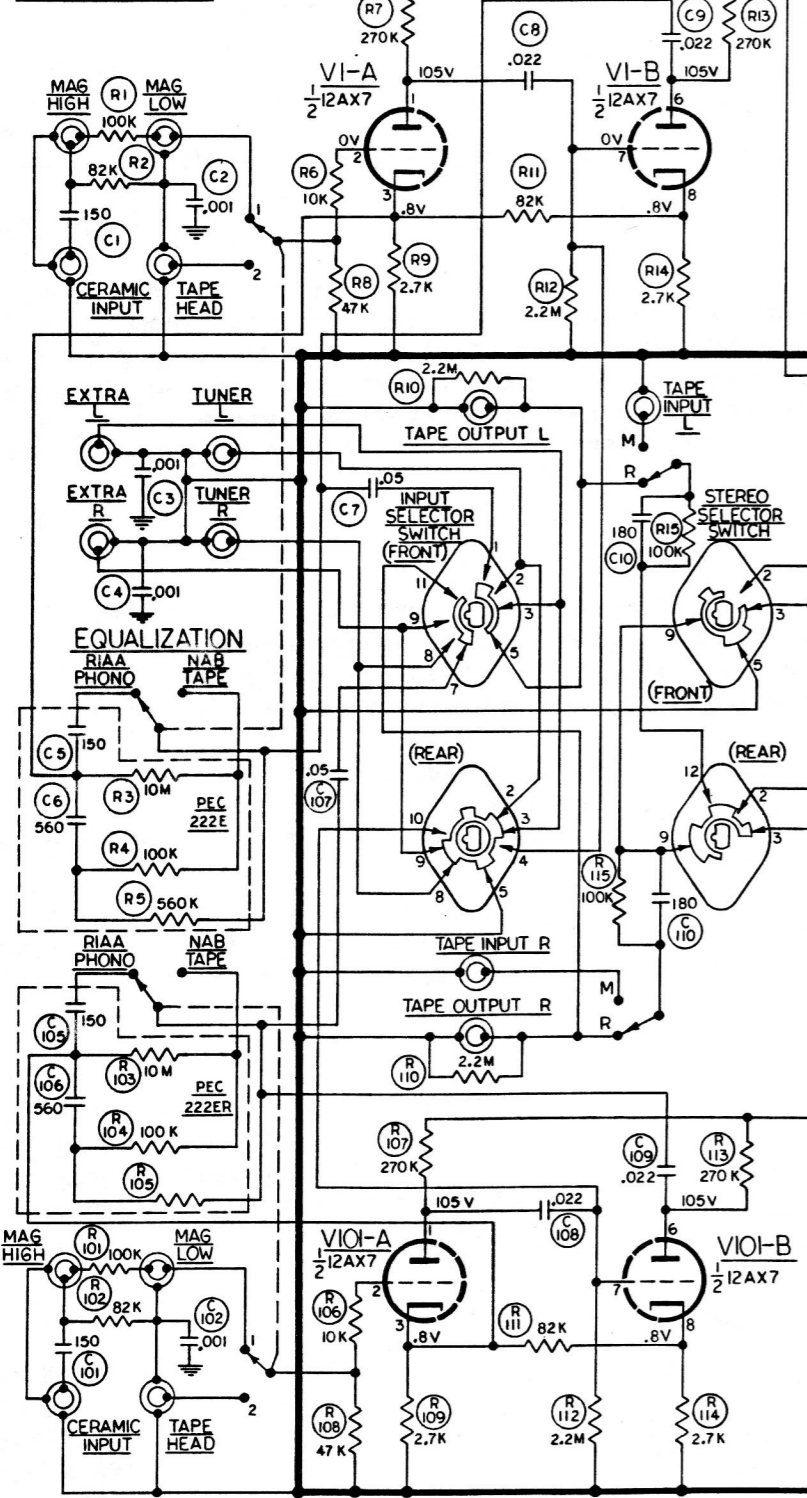 R7
270K
C8
.022
C9
.022
R13
270K
V1-A
1/2 12AX7
105V
1
V1-B
1/2 12AX7
105V
6
MAG HIGH
R1
100K
MAG LOW
R2
82K
C2
.001
150
C1
1
2
CERAMIC INPUT
TAPE HEAD
0V
2
3
R6
10K
.8V
R11
82K
0V
7
8
.8V
R8
47K
R9
2.7K
R12
2.2M
R14
2.7K
EXTRA L
TUNER L
.001
C3
EXTRA R
TUNER R
C4
.001
R10
2.2M
TAPE OUTPUT L
TAPE INPUT L
M
R
.05
C7
INPUT SELECTOR SWITCH
(FRONT)
1
11
2
3
9
8
7
5
180
C10
R15
100K
STEREO SELECTOR SWITCH
2
3
9
5
(FRONT)
EQUALIZATION
RIAA PHONO
NAB TAPE
C5
150
C6
560
R3
10M
PEC 222E
R4
100K
R5
560K
.05
C 107
(REAR)
2
10
3
9
4
8
5
(REAR)
12
2
9
3
R 115
100K
180
C 110
RIAA PHONO
NAB TAPE
C 105
150
C 106
560
R 103
10M
PEC 222ER
R 104
100K
R 105
TAPE INPUT R
M
TAPE OUTPUT R
R
R 110
2.2M
R 107
270K
105V
.022
C 108
C 109
.022
R 113
270K
105V
6
V101-A
1/2 12AX7
1
2
3
V101-B
1/2 12AX7
7
8
MAG HIGH
R 101
100K
MAG LOW
R 102
82K
C 102
.001
150
C 101
1
2
CERAMIC INPUT
TAPE HEAD
R 106
10K
.8V
R 111
82K
.8V
R 108
47K
R 109
2.7K
R 112
2.2M
R 114
2.7K